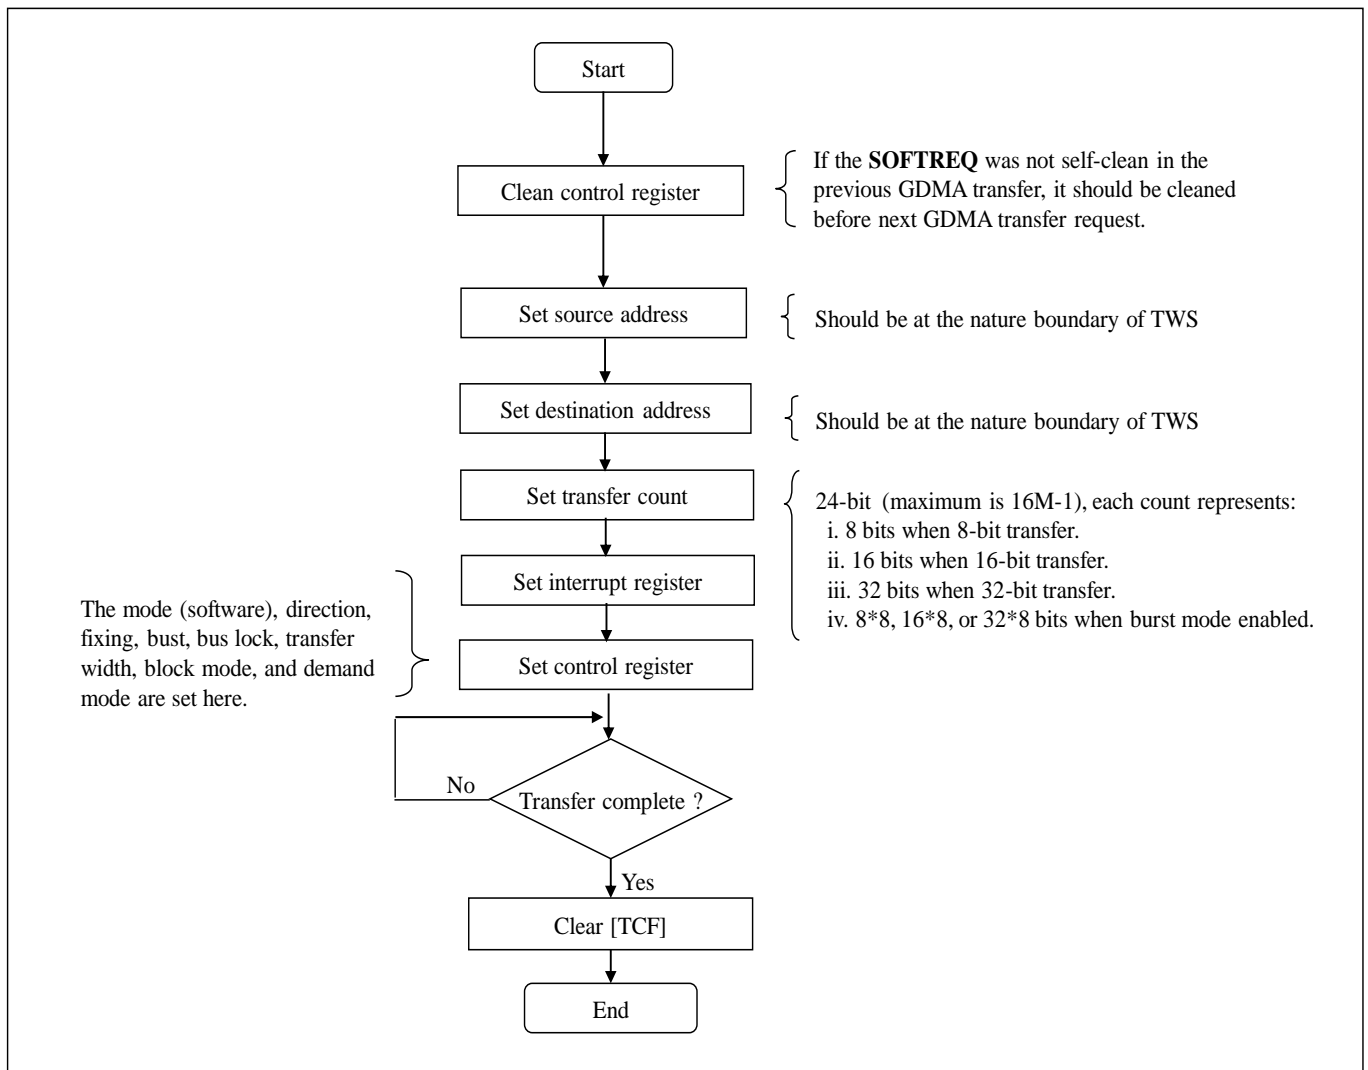 Start
Clean control register
If the SOFTREQ was not self-clean in the
previous GDMA transfer, it should be cleaned
before next GDMA transfer request.
Set source address
Should be at the nature boundary of TWS
Set destination address
Should be at the nature boundary of TWS
Set transfer count
24-bit (maximum is 16M-1), each count represents:
i. 8 bits when 8-bit transfer.
ii. 16 bits when 16-bit transfer.
iii. 32 bits when 32-bit transfer.
iv. 8*8, 16*8, or 32*8 bits when burst mode enabled.
Set interrupt register
The mode (software), direction,
fixing, bust, bus lock, transfer
width, block mode, and demand
mode are set here.
Set control register
No
Transfer complete ?
Yes
Clear [TCF]
End